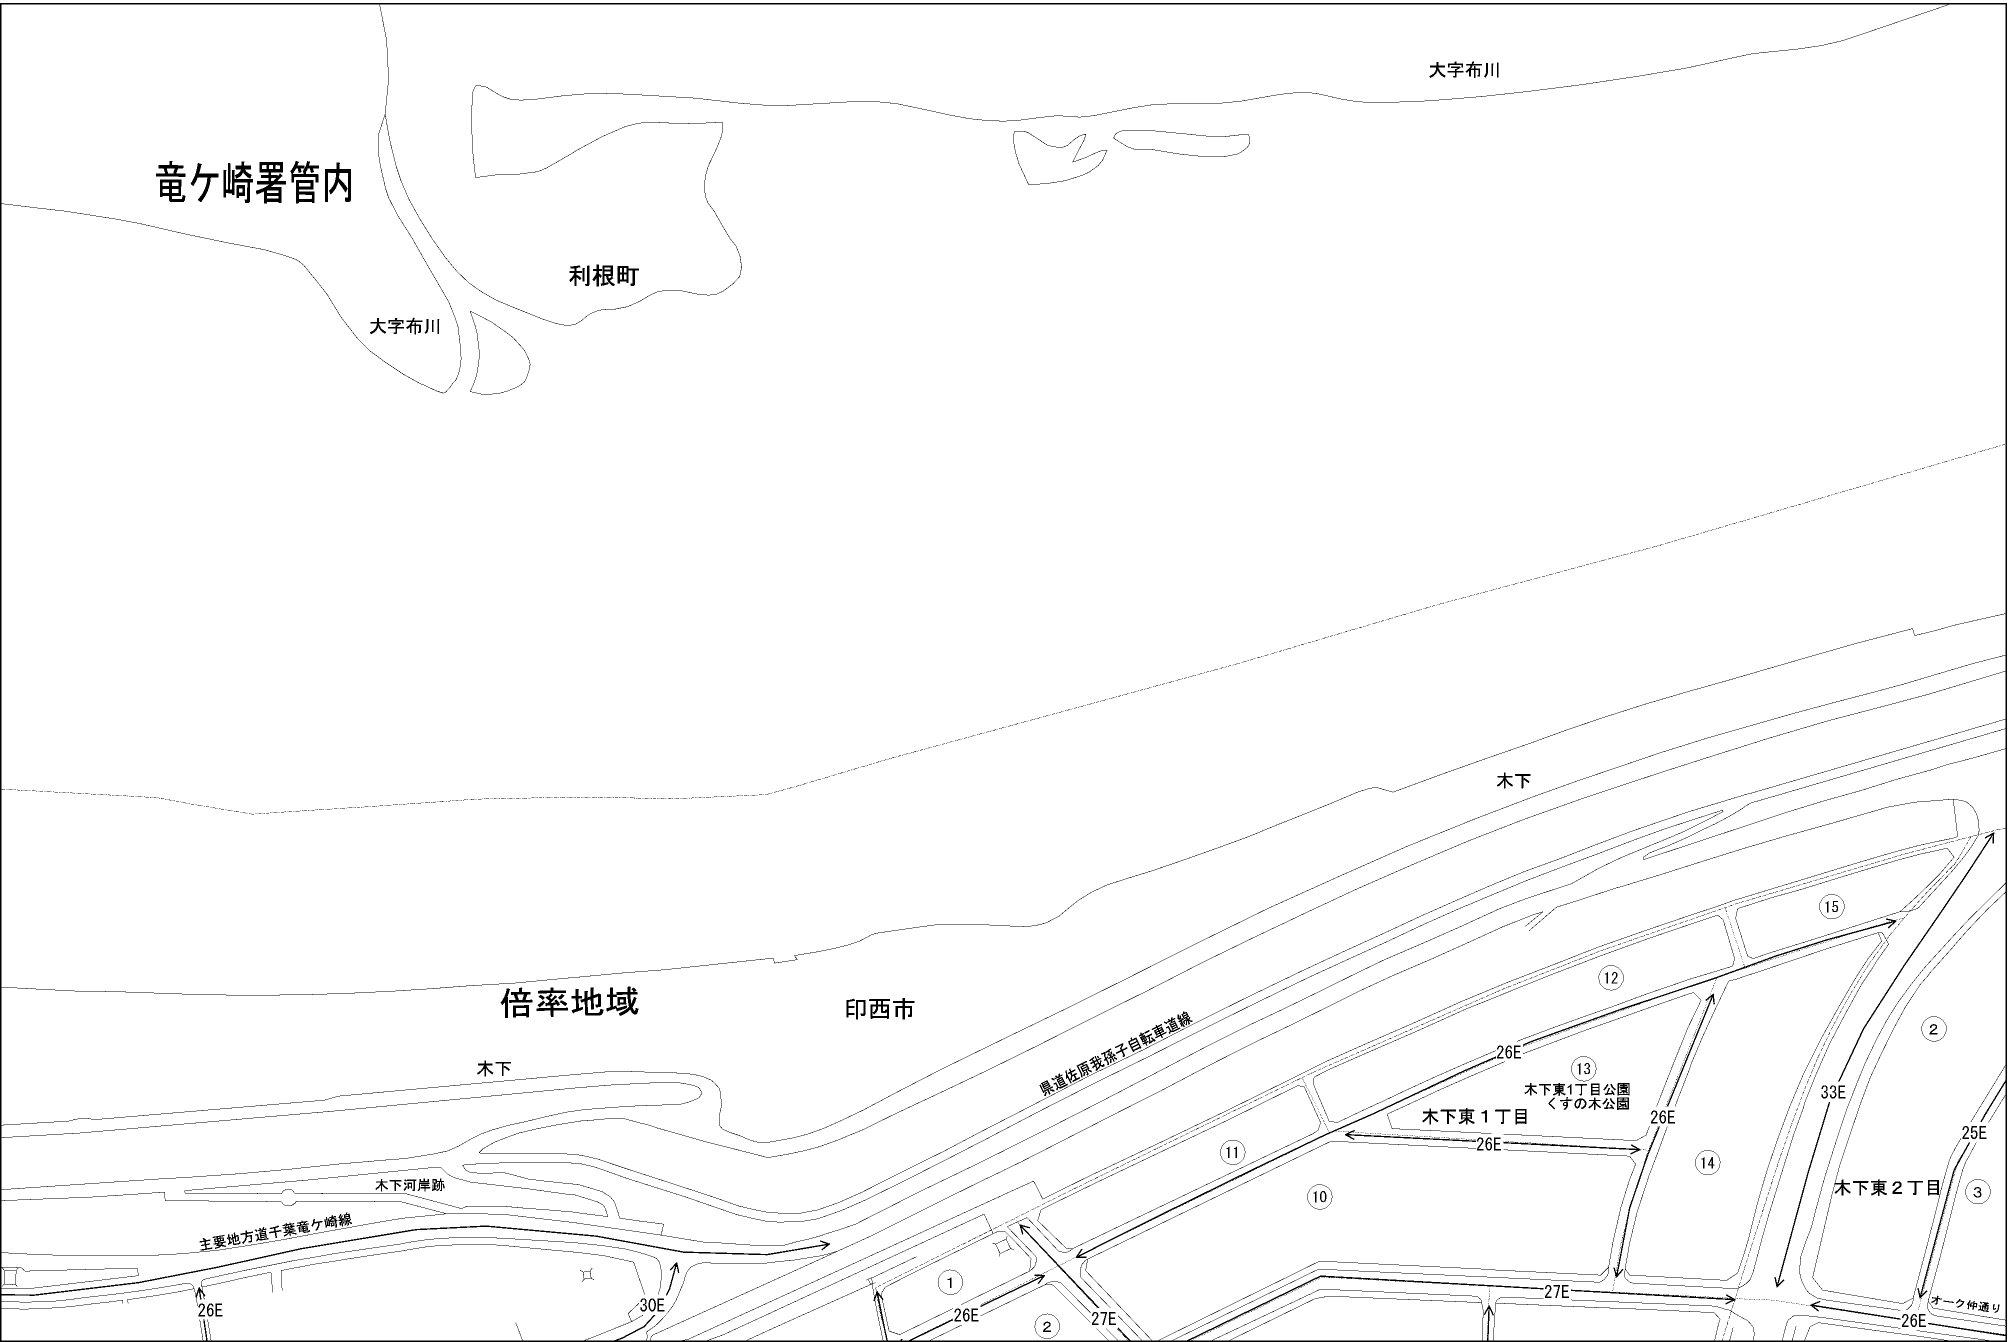 大字布川
竜ケ崎署管内
利根町
大字布川
木下
倍率地域
印西市
県道佐原我孫子自転車道線
木下
木下河岸跡
主要地方道千葉竜ケ崎線
15
12
2
26E
13
木下東1丁目公園
くすの木公園
33E
木下東1丁目
26E
25E
26E
11
14
木下東2丁目
3
10
1
27E
オーク仲通り
26E
30E
26E
27E
26E
2